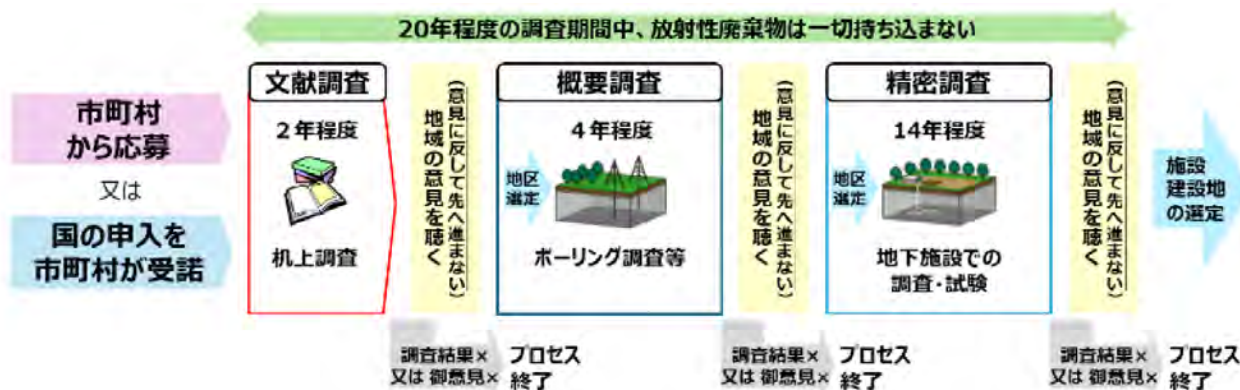 20年程度の調査期間中、放射性廃棄物は一切持ち込まない
市町村
から応募
又は
国の申入を
市町村が受諾
文献調査
2年程度
机上調査
地域の意見を聴く
(意見に反して先へ進まない)
調査結果×
又は 御意見×
プロセス
終了
概要調査
4年程度
地区
選定
ボーリング調査等
地域の意見を聴く
(意見に反して先へ進まない)
調査結果×
又は 御意見×
プロセス
終了
精密調査
14年程度
地区
選定
地下施設での
調査・試験
地域の意見を聴く
(意見に反して先へ進まない)
調査結果×
又は 御意見×
プロセス
終了
施設
建設地
の選定